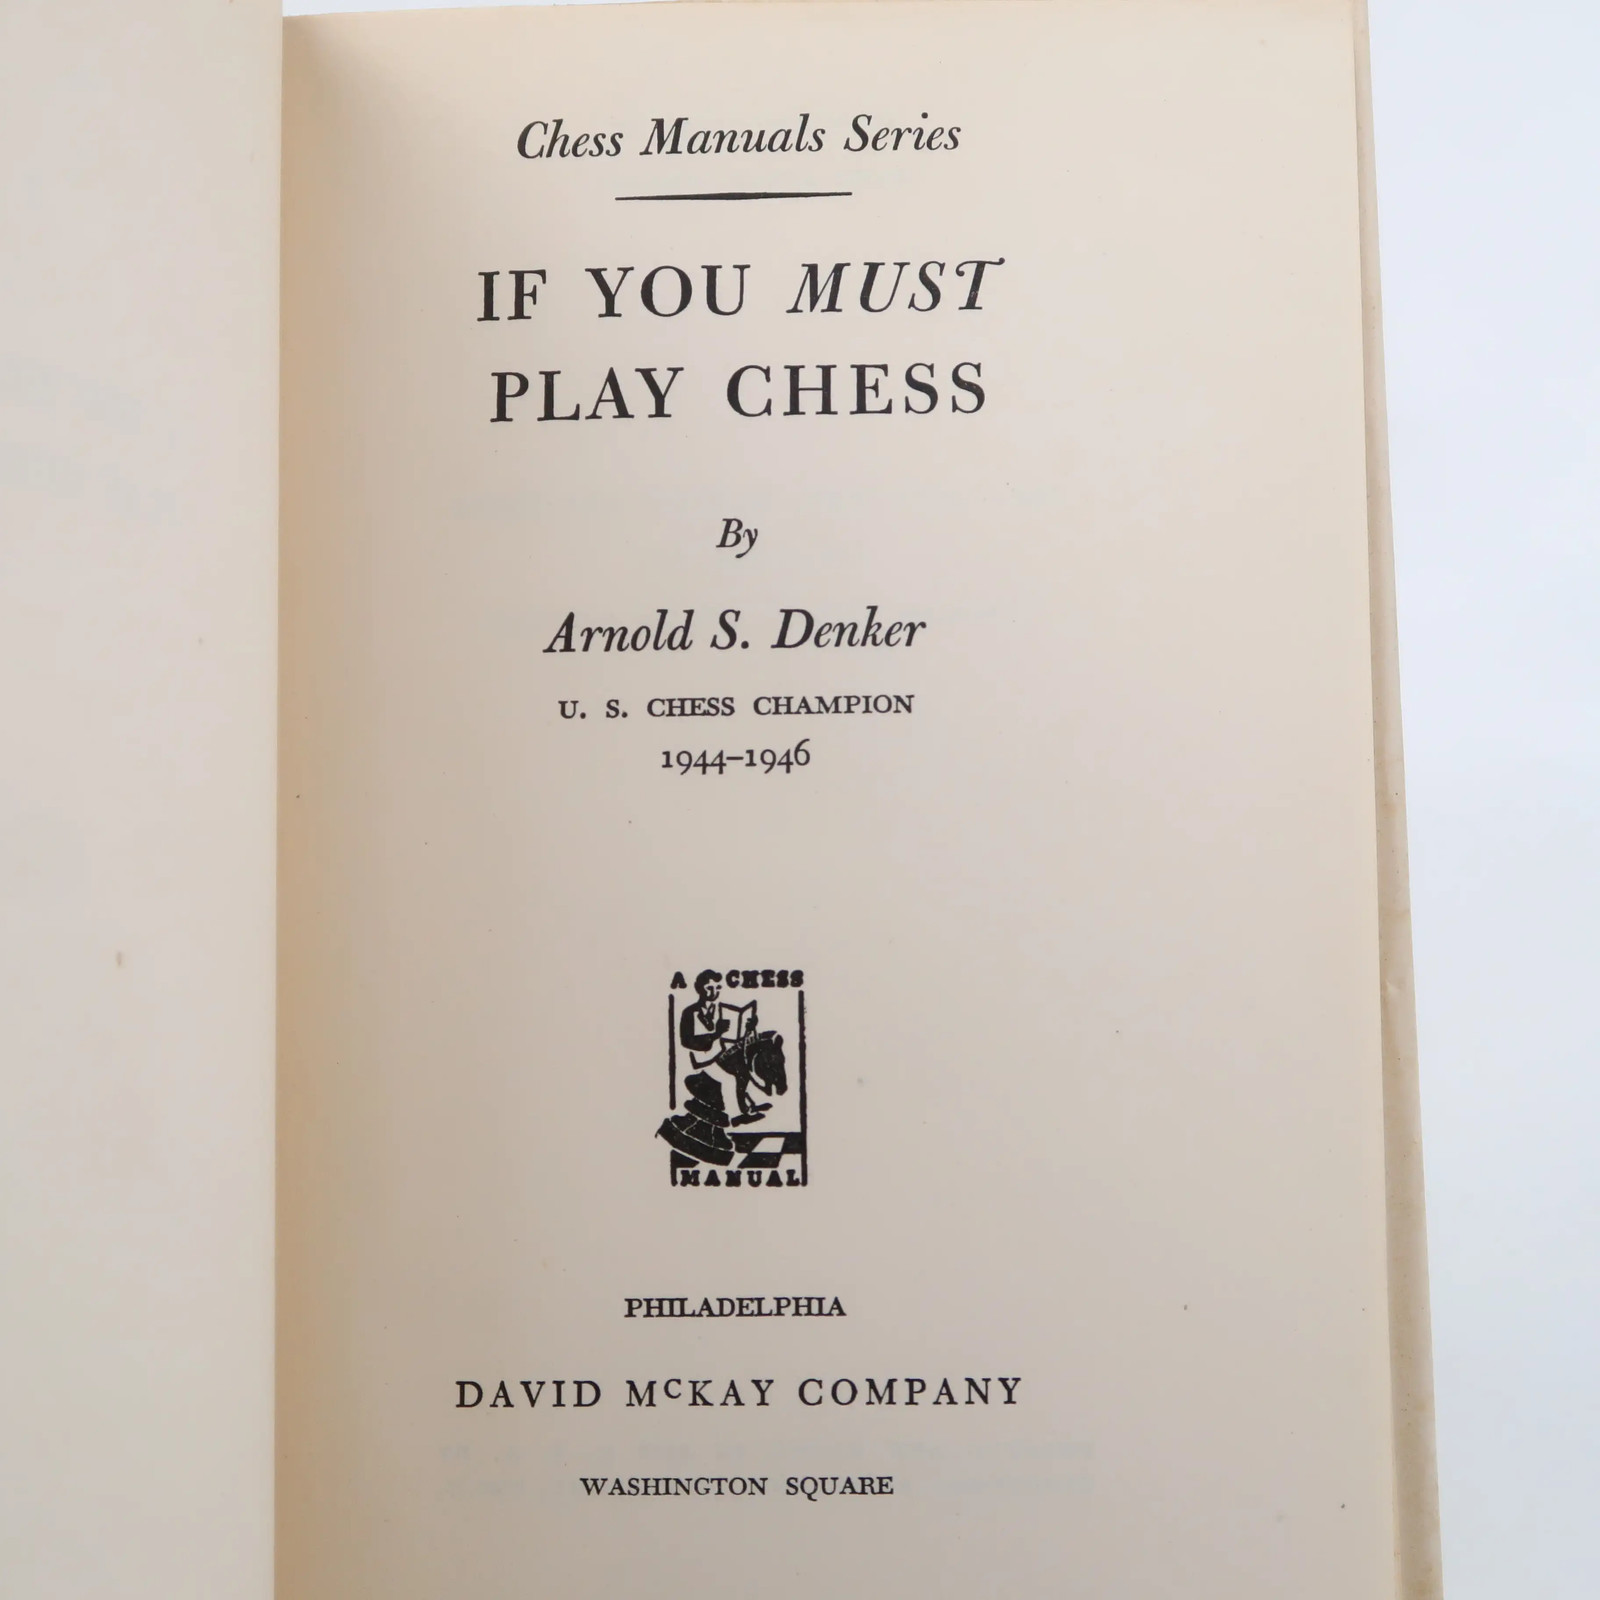 Chess Manuals Series
IF YOU MUST
PLAY CHESS
By
Arnold S. Denker
U. S. CHESS CHAMPION
1944–1946
A CHESS
MANUAL
PHILADELPHIA
DAVID McKAY COMPANY
WASHINGTON SQUARE